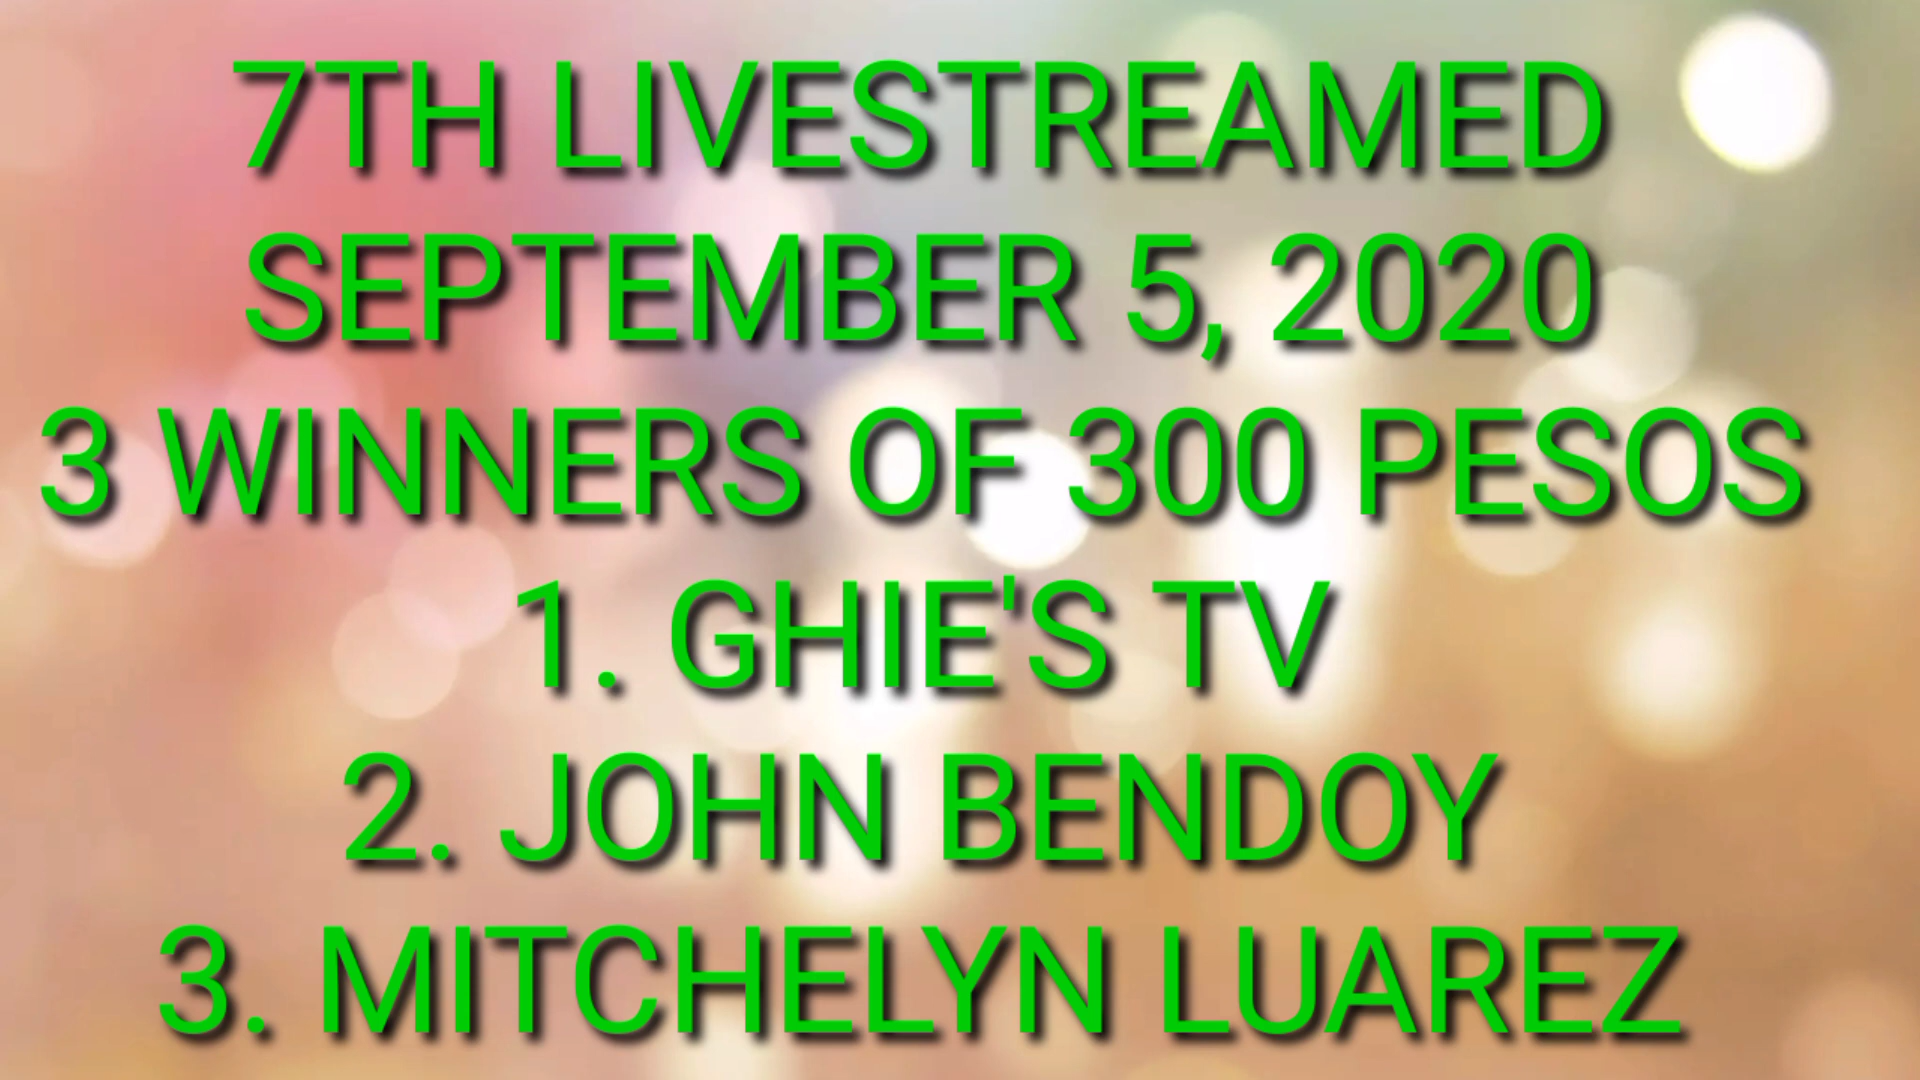 7TH LIVESTREAMED
SEPTEMBER 5, 2020
3 WINNERS OF 300 PESOS
1. GHIE'S TV
2. JOHN BENDOY
3. MITCHELYN LUAREZ